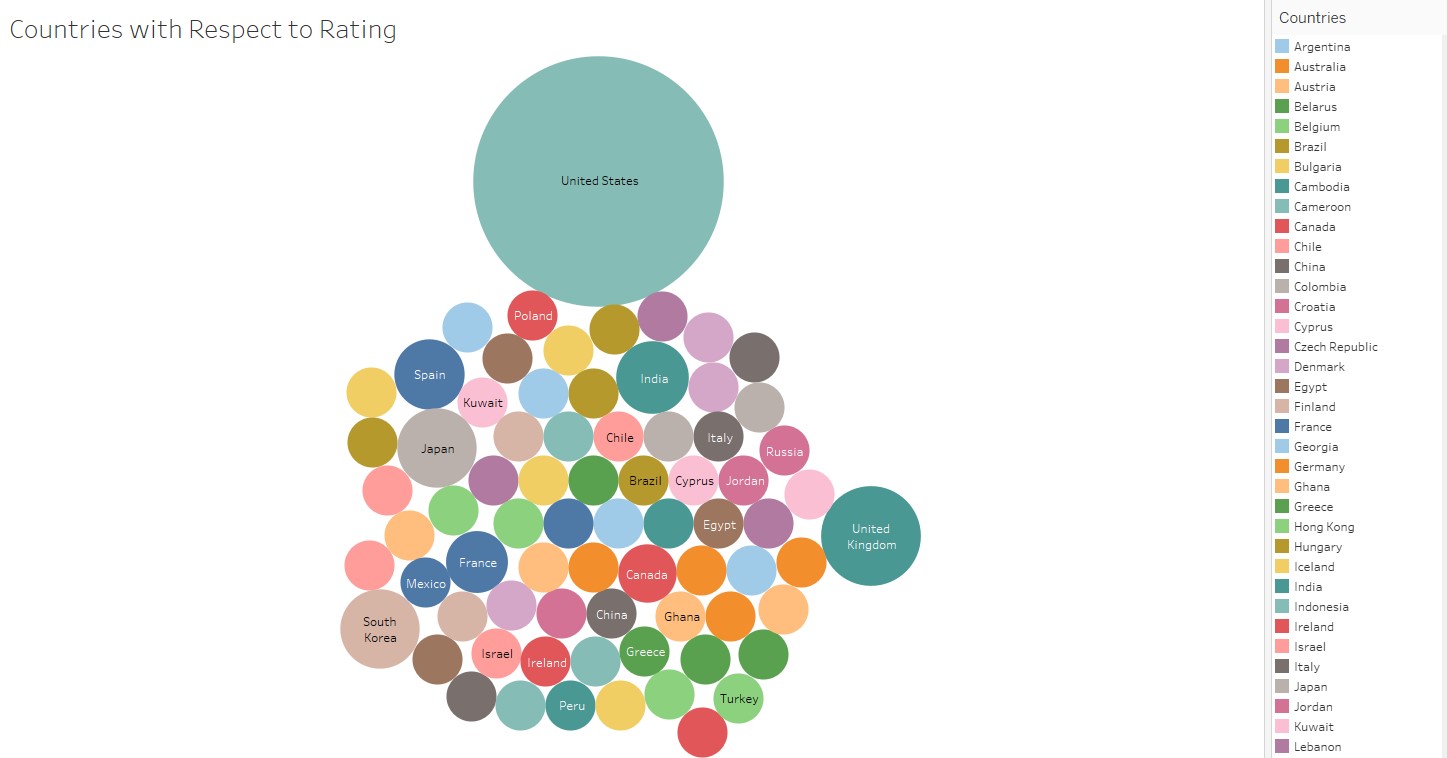 Countries with Respect to Rating
United States
Poland
Spain
India
Kuwait
Japan
Chile
Italy
Russia
Brazil
Cyprus
Jordan
Egypt
United
Kingdom
France
Mexico
Canada
South
Korea
China
Ghana
Israel
Ireland
Greece
Peru
Turkey
Countries
Argentina
Australia
Austria
Belarus
Belgium
Brazil
Bulgaria
Cambodia
Cameroon
Canada
Chile
China
Colombia
Croatia
Cyprus
Czech Republic
Denmark
Egypt
Finland
France
Georgia
Germany
Ghana
Greece
Hong Kong
Hungary
Iceland
India
Indonesia
Ireland
Israel
Italy
Japan
Jordan
Kuwait
Lebanon